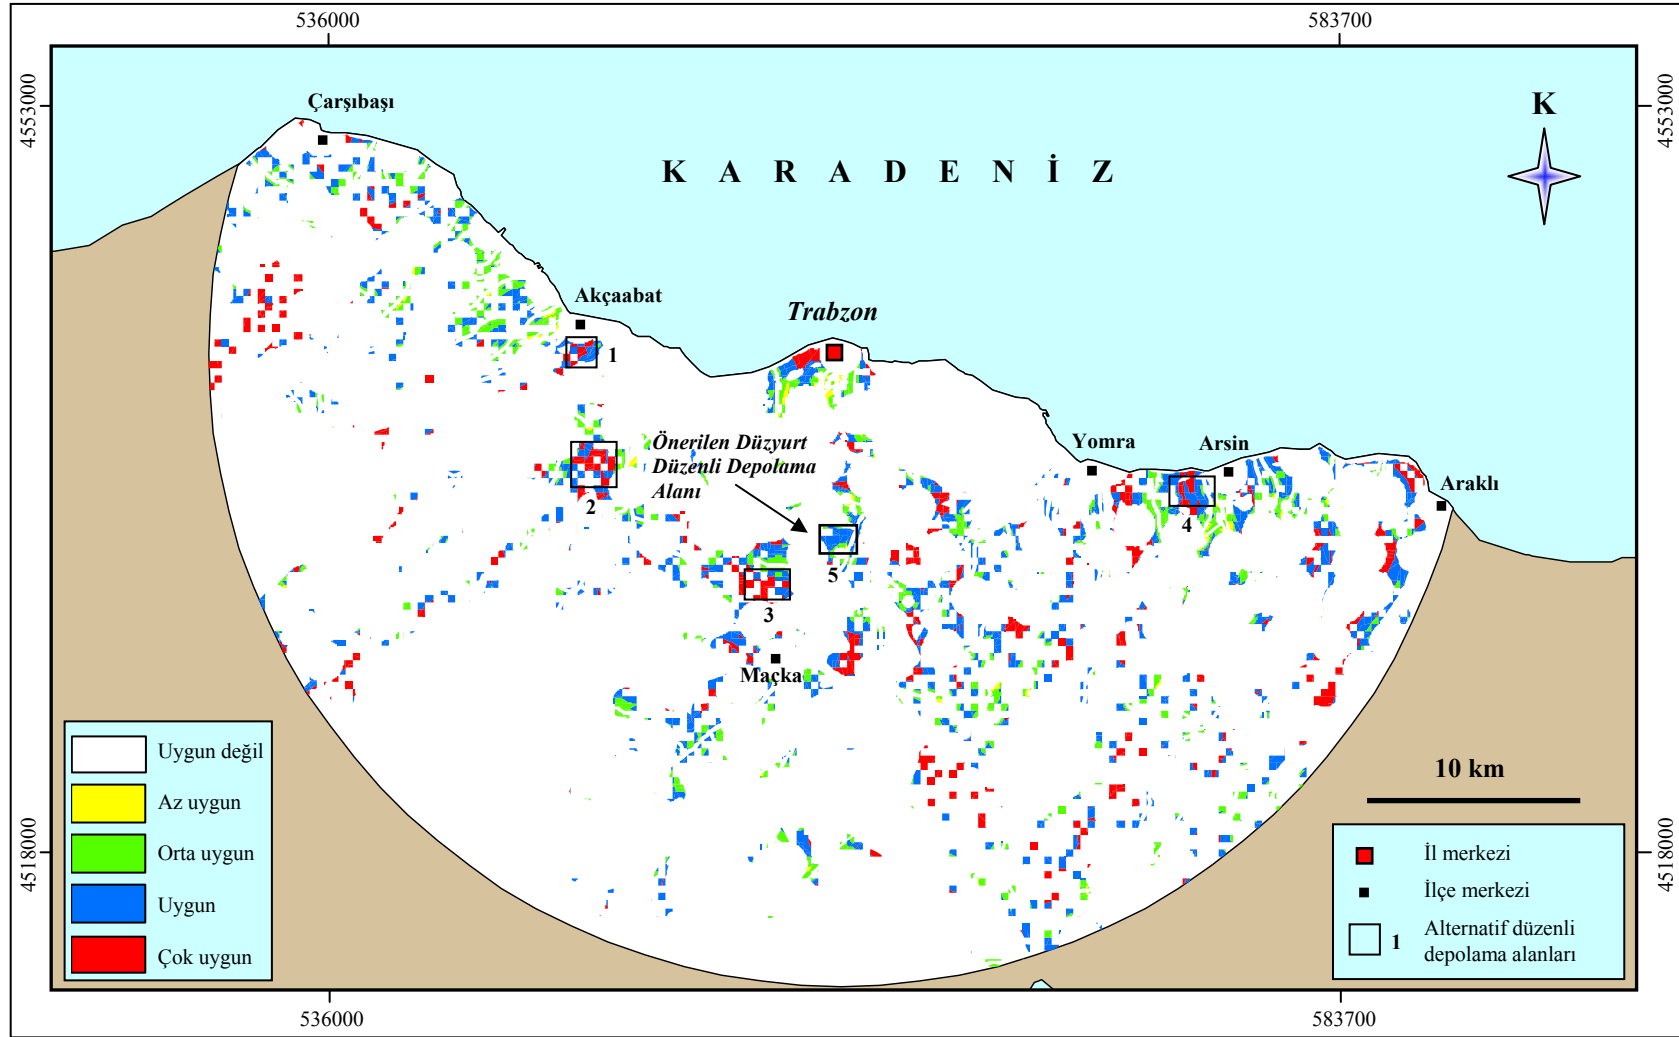 536000
583700
4553000
4553000
Çarşıbaşı
K
K A R A D E N İ Z
Akçaabat
Trabzon
1
Önerilen Düzyurt
Düzenli Depolama
Alanı
Yomra
Arsin
Araklı
2
4
5
3
Maçka
Uygun değil
Az uygun
Orta uygun
Uygun
Çok uygun
10 km
İl merkezi
İlçe merkezi
1 Alternatif düzenli
depolama alanları
4518000
4518000
536000
583700